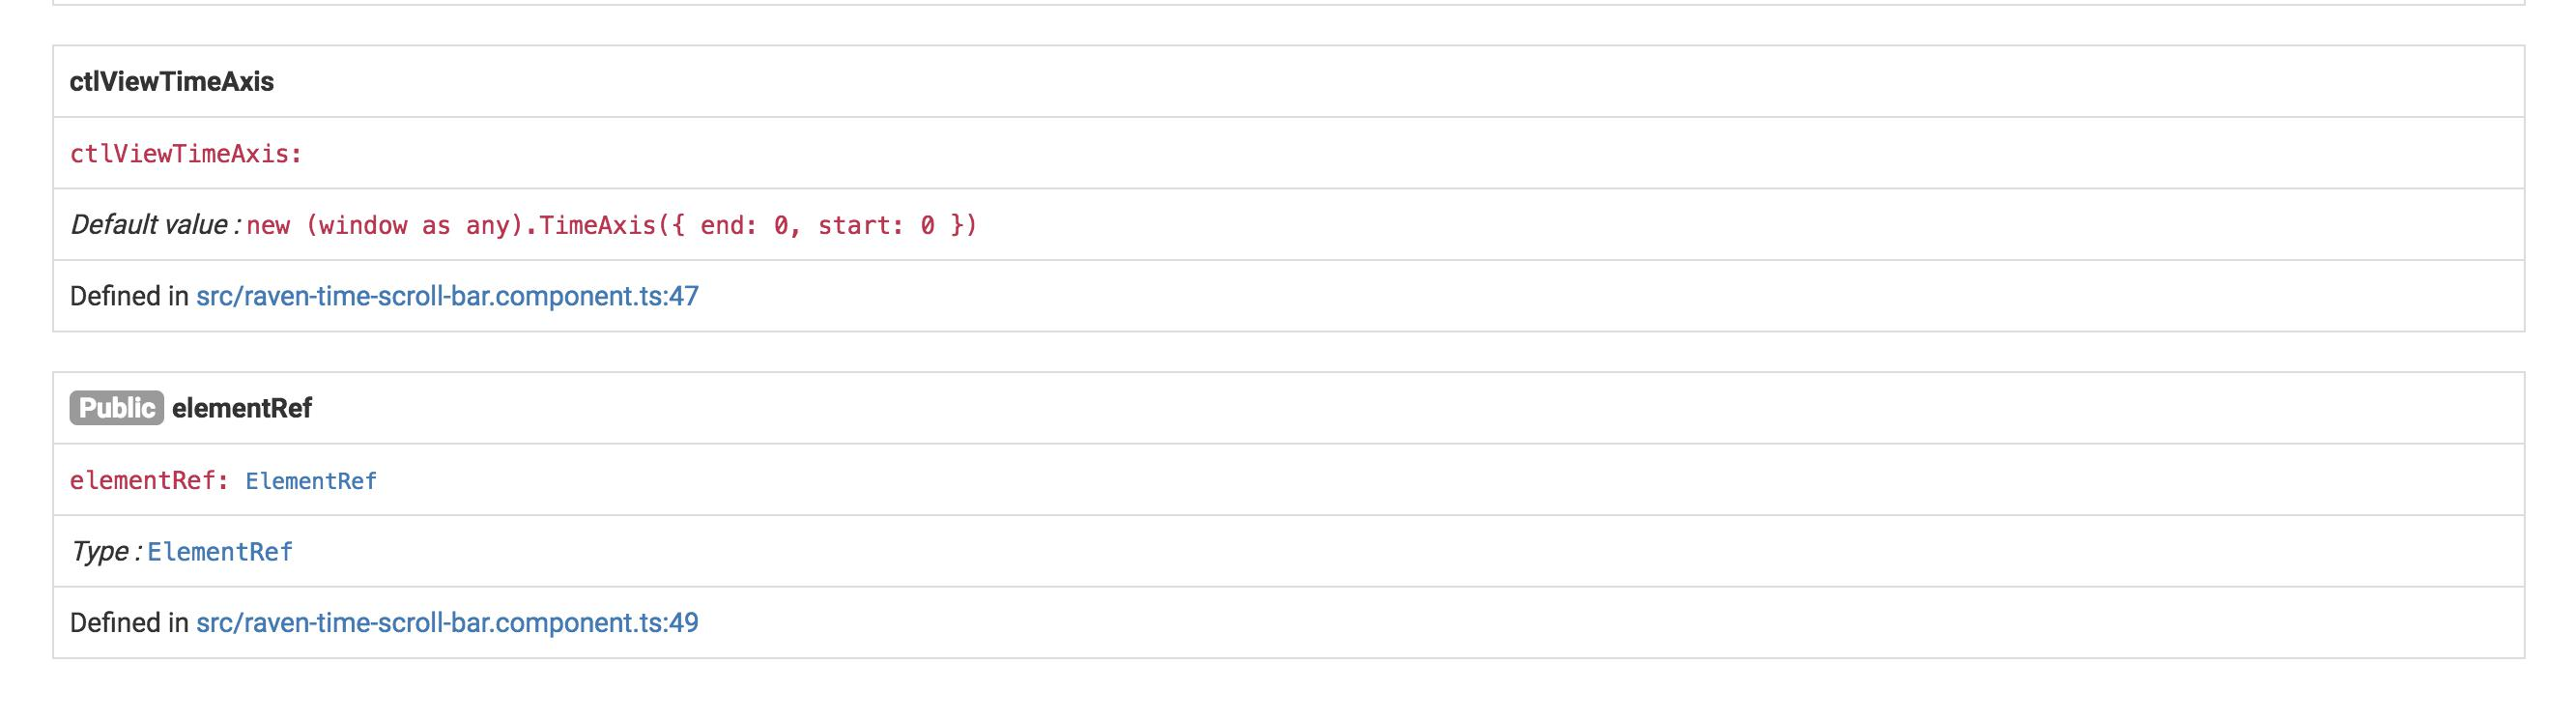 ctlViewTimeAxis
ctlViewTimeAxis:
Default value : new (window as any).TimeAxis({ end: 0, start: 0 })
Defined in src/raven-time-scroll-bar.component.ts:47
Public elementRef
elementRef: ElementRef
Type : ElementRef
Defined in src/raven-time-scroll-bar.component.ts:49